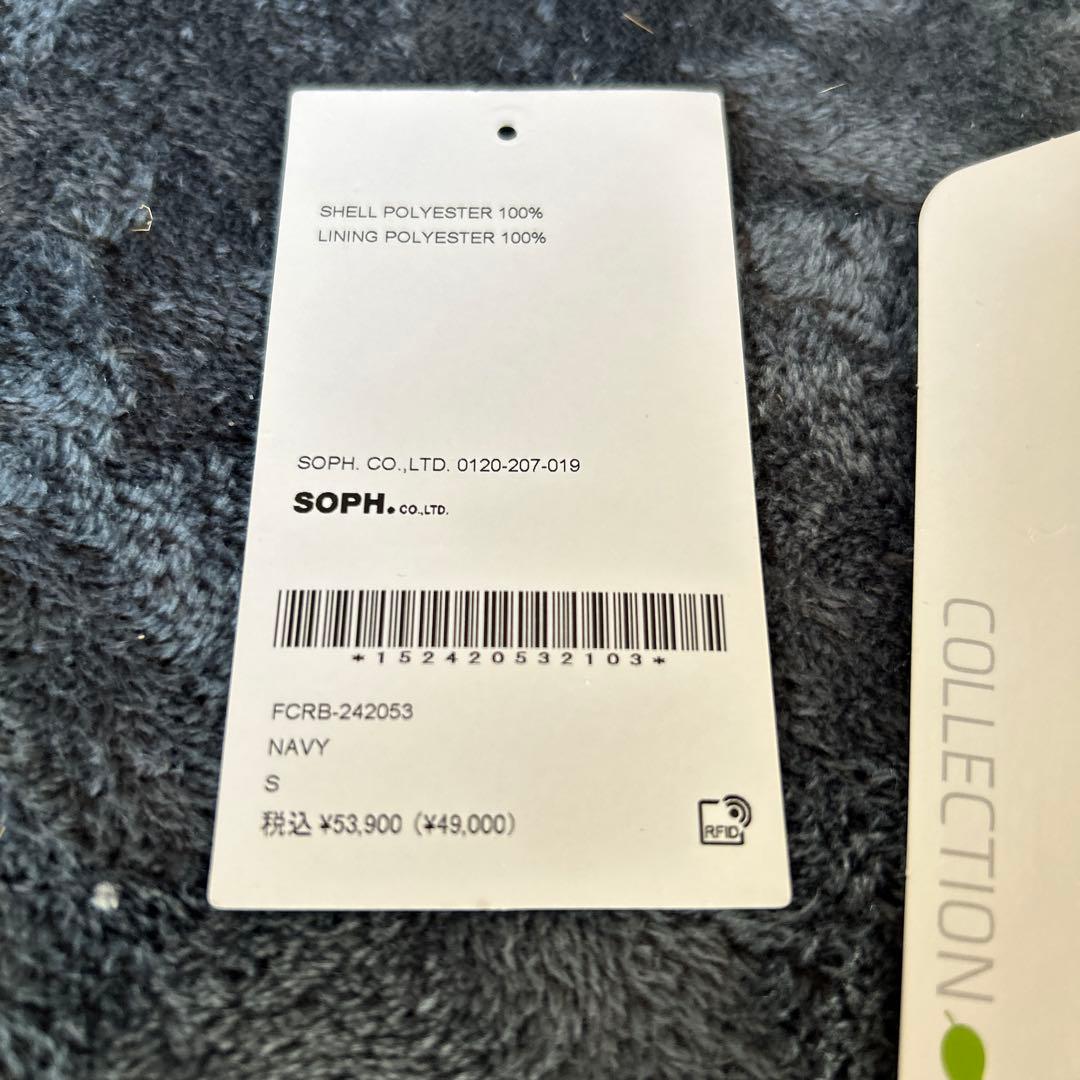 SHELL POLYESTER 100%
LINING POLYESTER 100%
SOPH. CO.,LTD. 0120-207-019
SOPH. CO.,LTD.
*152420532103*
FCRB-242053
NAVY
S
税込 ¥53,900 (¥49,000)
RFID
COLLECTION